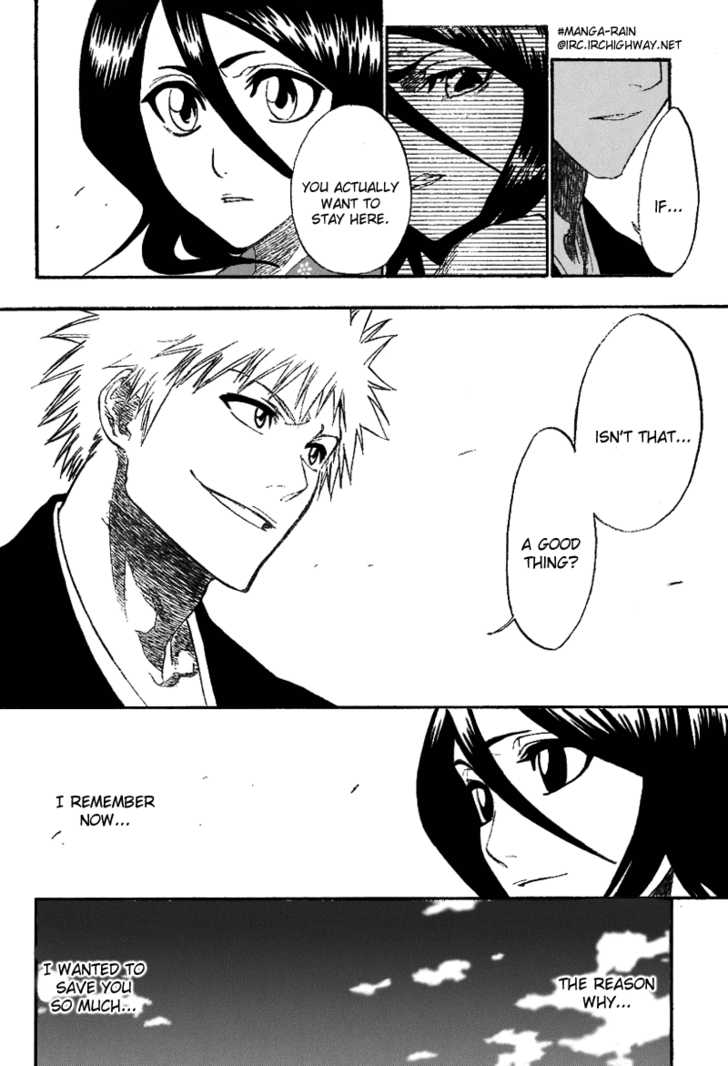 #MANGA-RAIN
@IRC.IRCHIGHWAY.NET
IF...
YOU ACTUALLY
WANT TO
STAY HERE.
ISN'T THAT...
A GOOD
THING?
I REMEMBER
NOW...
THE REASON
WHY...
I WANTED TO
SAVE YOU
SO MUCH...